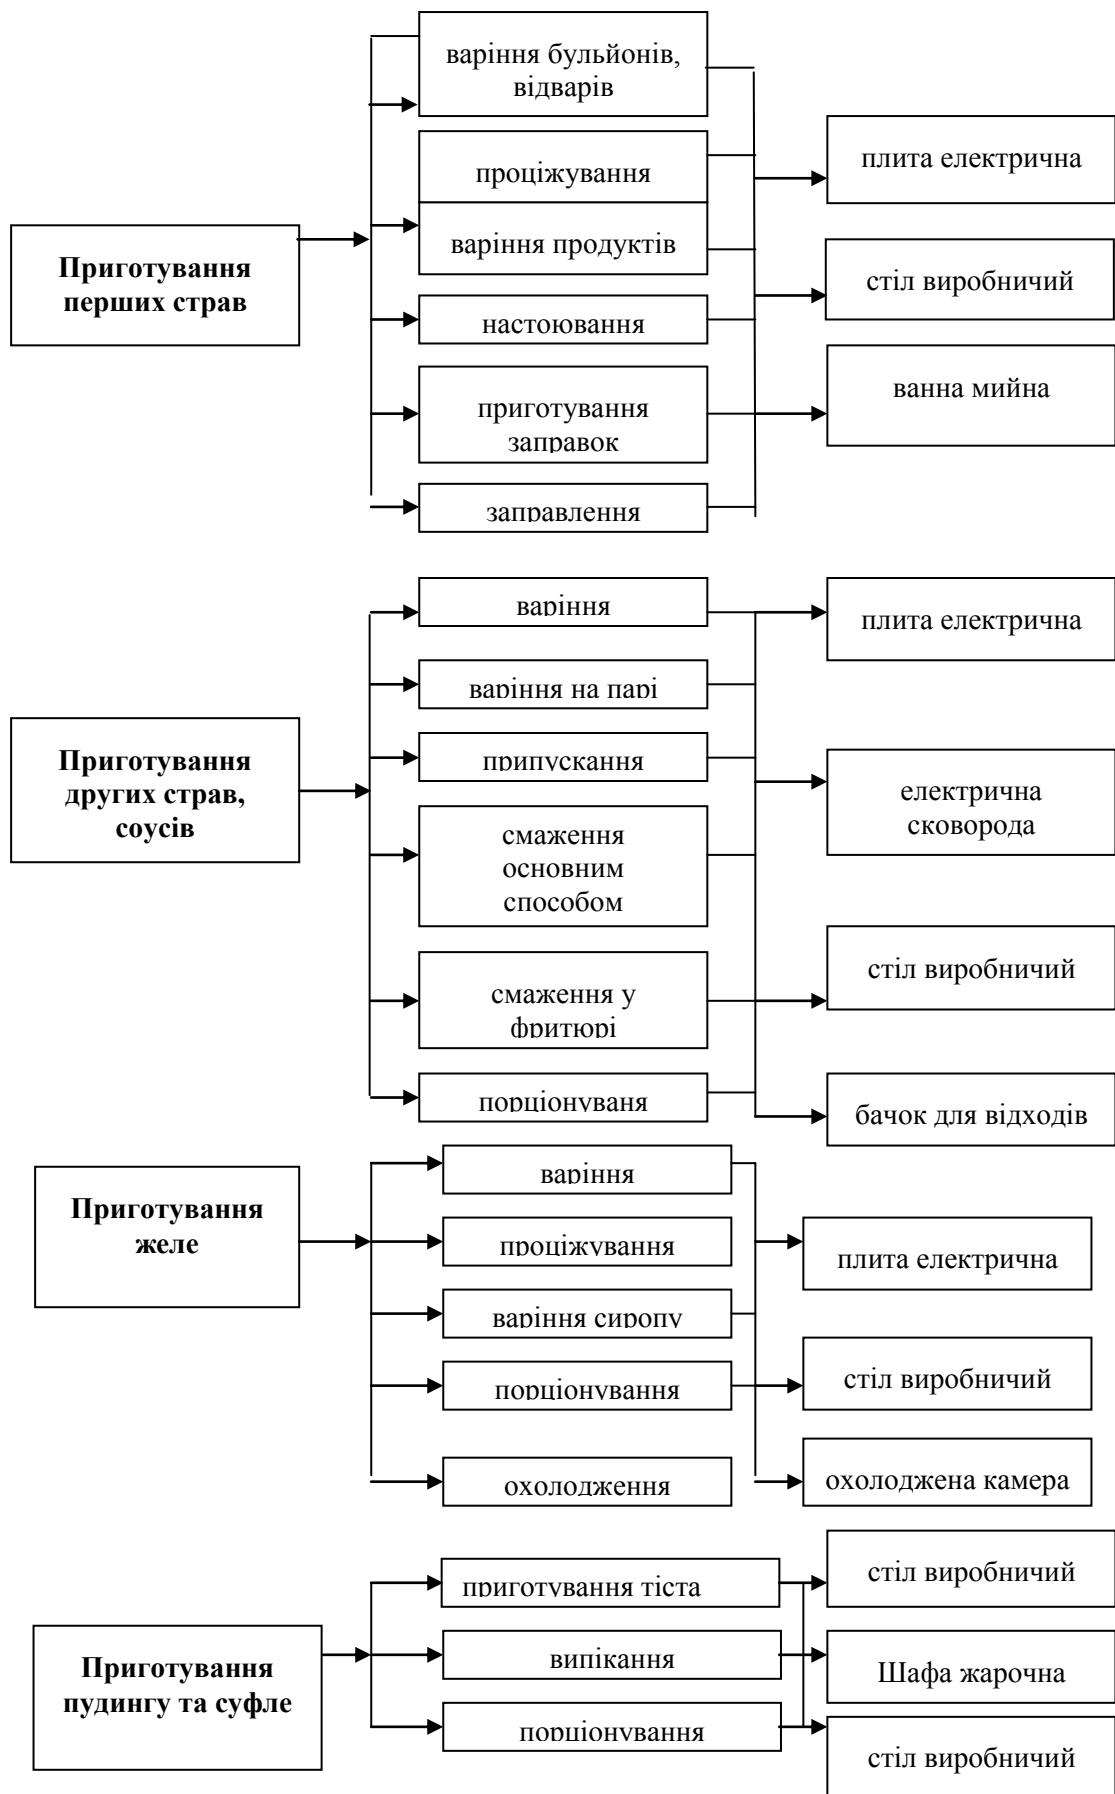 Приготування
перших страв
варіння бульйонів,
відварів
проціжування
варіння продуктів
настоювання
приготування
заправок
заправлення
плита електрична
стіл виробничий
ванна мийна
Приготування
других страв,
соусів
варіння
варіння на парі
припускання
смаження
основним
способом
смаження у
фритюрі
порціонуваня
плита електрична
електрична
сковорода
стіл виробничий
бачок для відходів
Приготування
желе
варіння
проціжування
варіння сиропу
порціонування
охолодження
плита електрична
стіл виробничий
охолоджена камера
Приготування
пудингу та суфле
приготування тіста
випікання
порціонування
стіл виробничий
Шафа жарочна
стіл виробничий